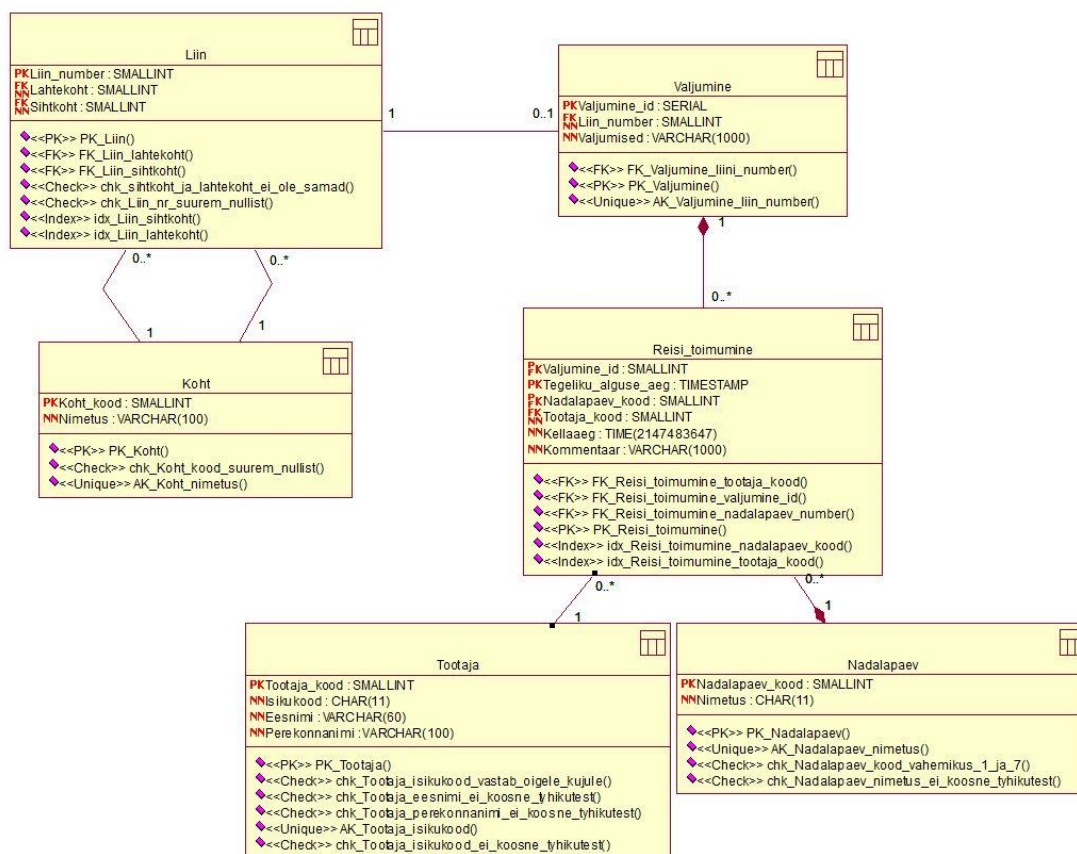 Liin
PK Liin_number : SMALLINT
FK NN Lahtekoht : SMALLINT
FK NN Sihtkoht : SMALLINT
<<PK>> PK_Liin()
<<FK>> FK_Liin_lahtekoht()
<<FK>> FK_Liin_sihtkoht()
<<Check>> chk_sihtkoht_ja_lahtekoht_ei_ole_samad()
<<Check>> chk_Liin_nr_suurem_nullist()
<<Index>> idx_Liin_sihtkoht()
<<Index>> idx_Liin_lahtekoht()
1
0..1
Valjumine
PK Valjumine_id : SERIAL
FK NN Liin_number : SMALLINT
NN Valjumised : VARCHAR(1000)
<<FK>> FK_Valjumine_liini_number()
<<PK>> PK_Valjumine()
<<Unique>> AK_Valjumine_liin_number()
1
0..*
0..*
0..*
1
1
Koht
PK Koht_kood : SMALLINT
NN Nimetus : VARCHAR(100)
<<PK>> PK_Koht()
<<Check>> chk_Koht_kood_suurem_nullist()
<<Unique>> AK_Koht_nimetus()
Reisi_toimumine
PFK Valjumine_id : SMALLINT
PK Tegeliku_alguse_aeg : TIMESTAMP
PFK Nadalapaev_kood : SMALLINT
FK NN Tootaja_kood : SMALLINT
NN Kellaaeg : TIME(2147483647)
NN Kommentaar : VARCHAR(1000)
<<FK>> FK_Reisi_toimumine_tootaja_kood()
<<FK>> FK_Reisi_toimumine_valjumine_id()
<<FK>> FK_Reisi_toimumine_nadalapaev_number()
<<PK>> PK_Reisi_toimumine()
<<Index>> idx_Reisi_toimumine_nadalapaev_kood()
<<Index>> idx_Reisi_toimumine_tootaja_kood()
0..*
1
0..*
1
Tootaja
PK Tootaja_kood : SMALLINT
NN Isikukood : CHAR(11)
NN Eesnimi : VARCHAR(60)
NN Perekonnanimi : VARCHAR(100)
<<PK>> PK_Tootaja()
<<Check>> chk_Tootaja_isikukood_vastab_oigele_kujule()
<<Check>> chk_Tootaja_eesnimi_ei_koosne_tyhikutest()
<<Check>> chk_Tootaja_perekonnanimi_ei_koosne_tyhikutest()
<<Unique>> AK_Tootaja_isikukood()
<<Check>> chk_Tootaja_isikukood_ei_koosne_tyhikutest()
Nadalapaev
PK Nadalapaev_kood : SMALLINT
NN Nimetus : CHAR(11)
<<PK>> PK_Nadalapaev()
<<Unique>> AK_Nadalapaev_nimetus()
<<Check>> chk_Nadalapaev_kood_vahemikus_1_ja_7()
<<Check>> chk_Nadalapaev_nimetus_ei_koosne_tyhikutest()